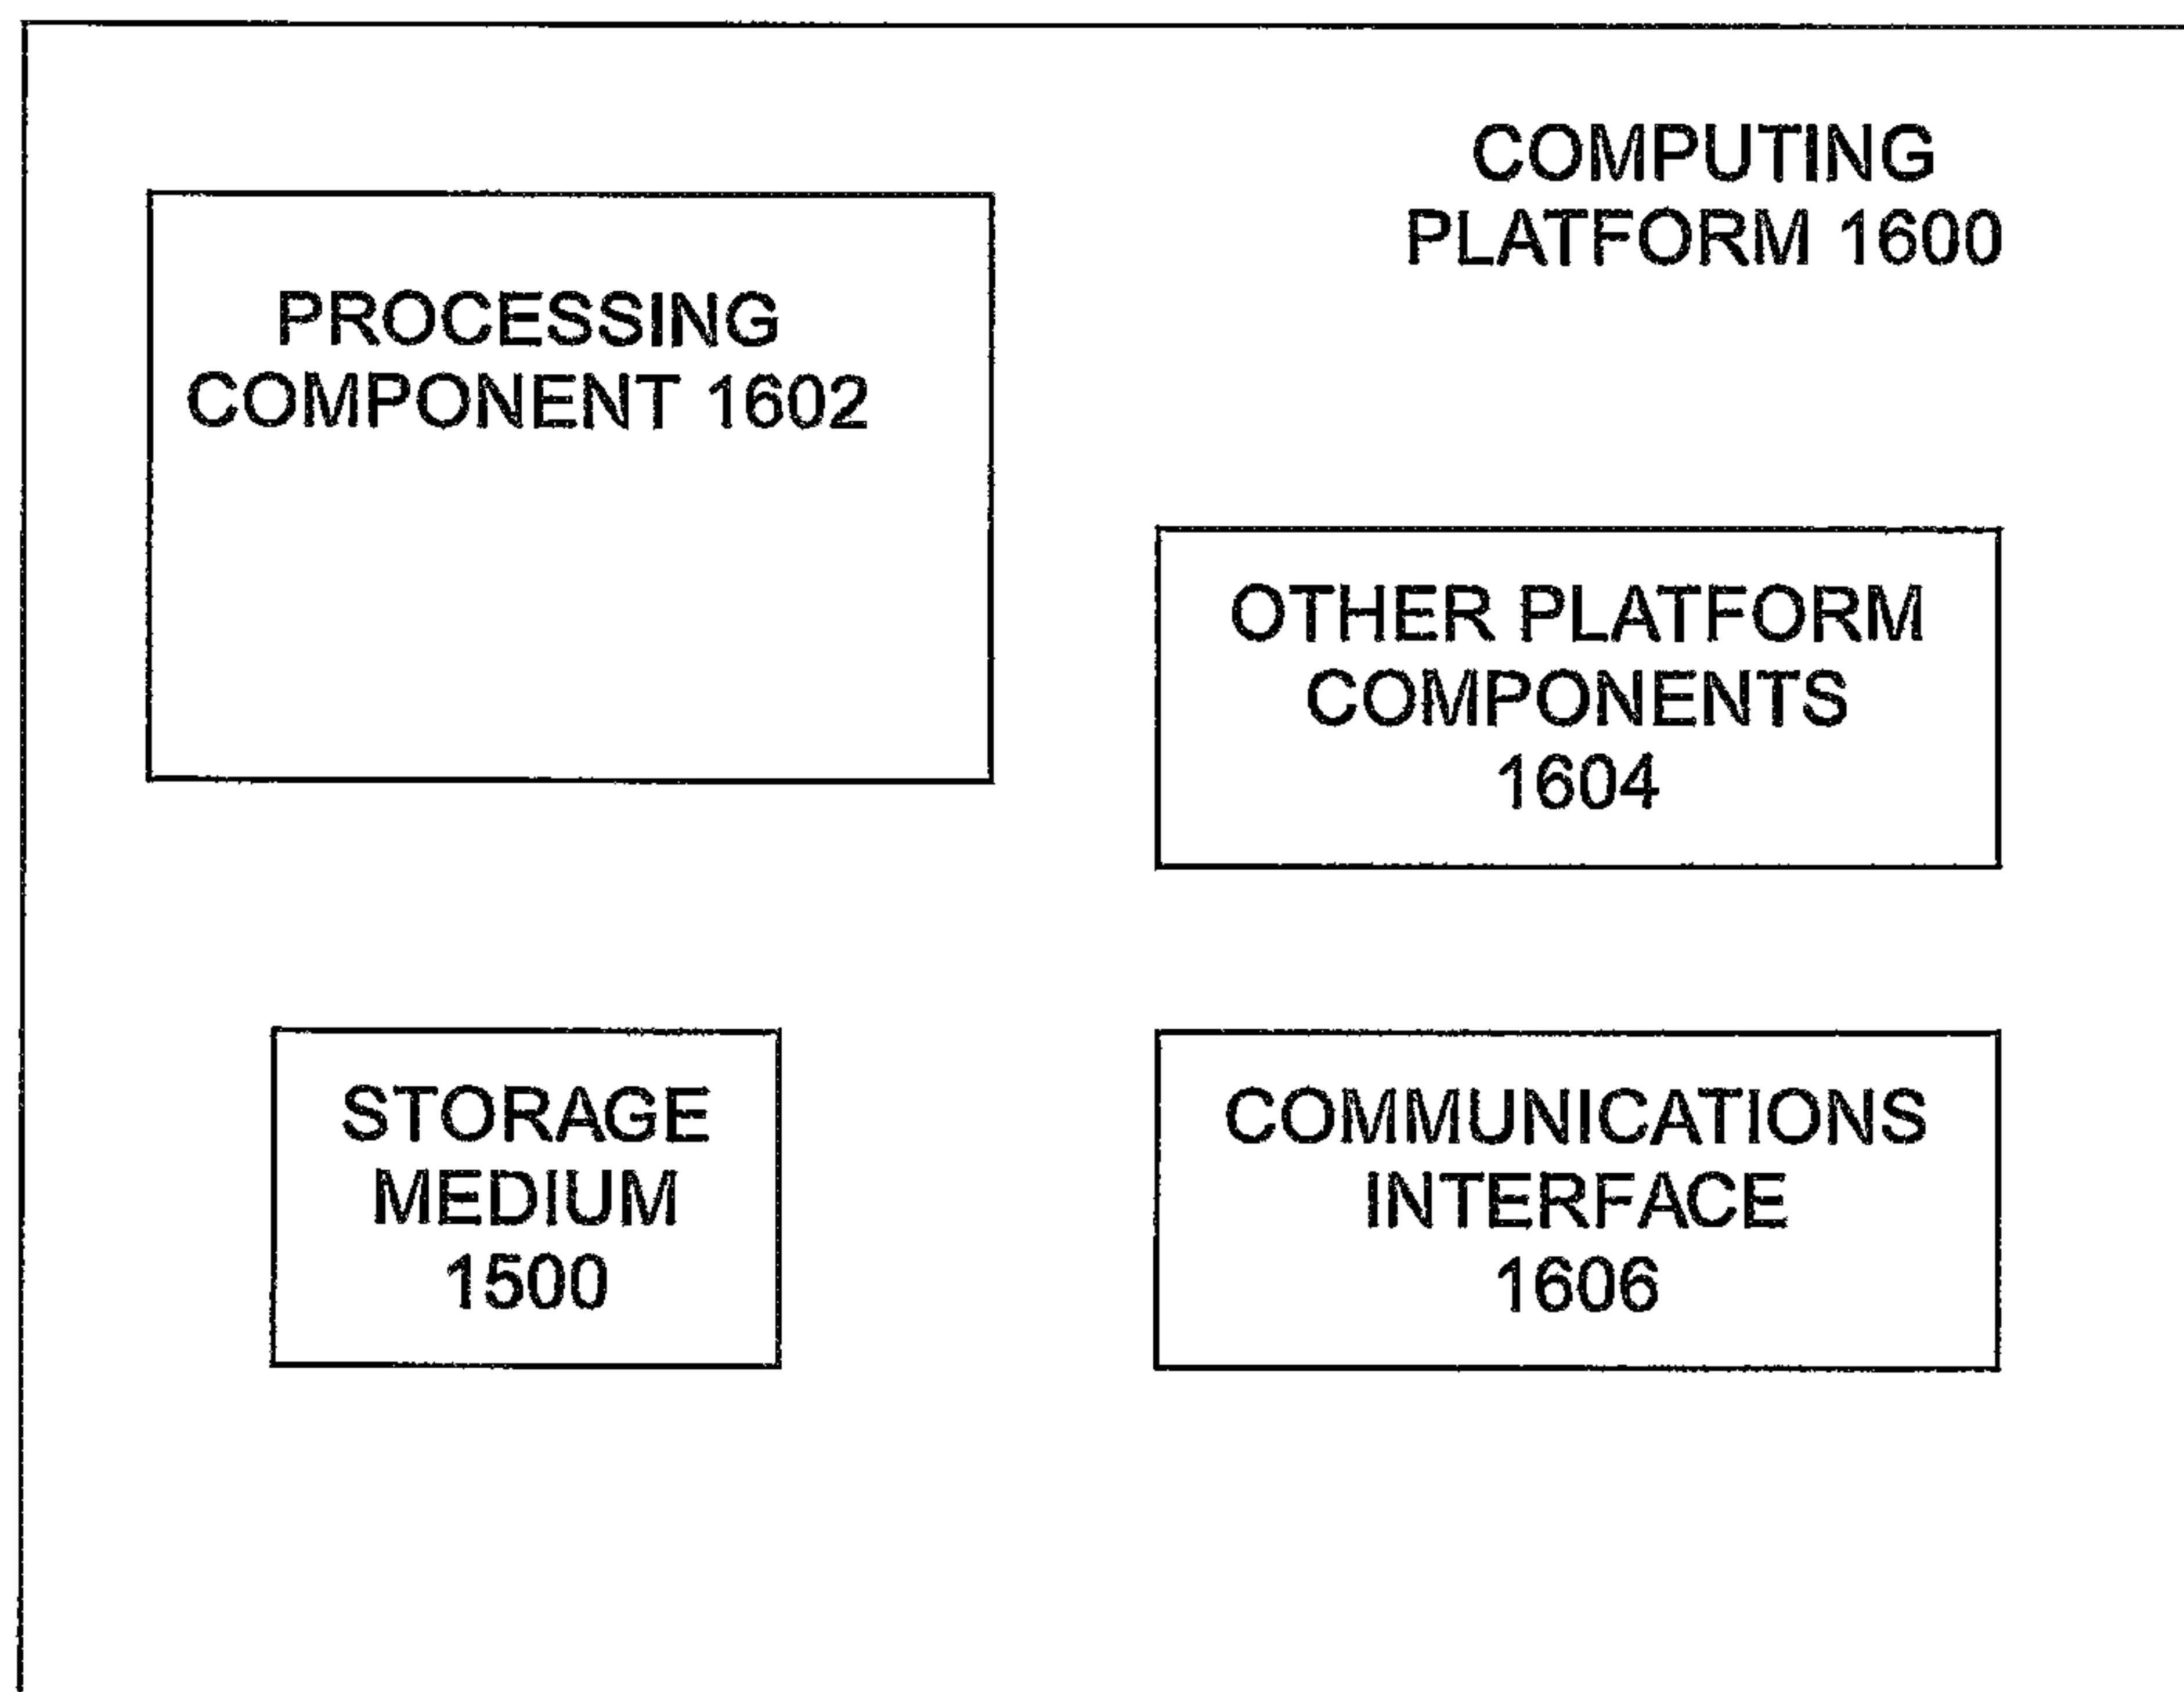 COMPUTING
PLATFORM 1600
PROCESSING
COMPONENT 1602
OTHER PLATFORM
COMPONENTS
1604
STORAGE
MEDIUM
1500
COMMUNICATIONS
INTERFACE
1606